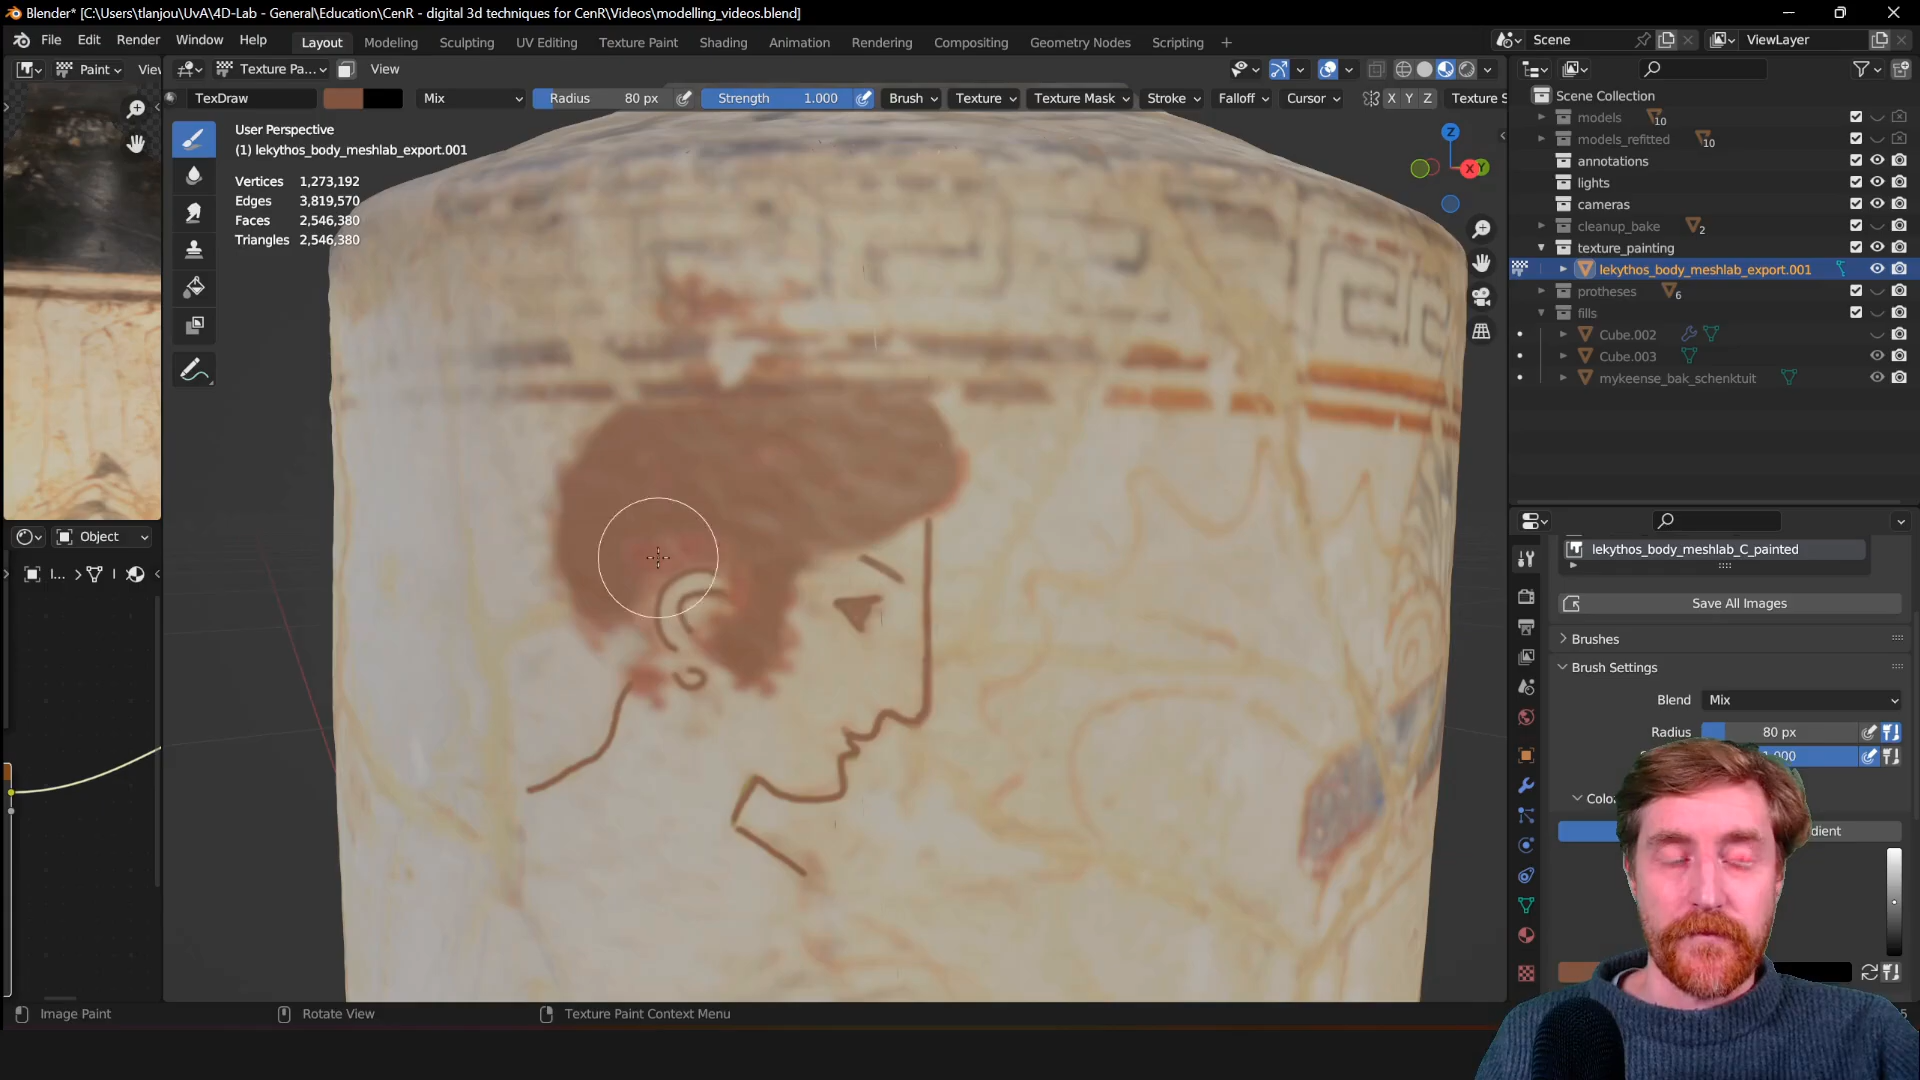 Blender* [C:\Users\tlanjou\UvA\4D-Lab - General\Education\CenR - digital 3d techniques for CenR\Videos\modelling_videos.blend]
File Edit Render Window Help
Layout Modeling Sculpting UV Editing Texture Paint Shading Animation Rendering Compositing Geometry Nodes Scripting +
Scene
ViewLayer
Paint
Texture Pa...
View
TexDraw
Mix
Radius 80 px
Strength 1.000
Brush
Texture
Texture Mask
Stroke
Falloff
Cursor
X Y Z
Texture S
User Perspective
(1) lekythos_body_meshlab_export.001
Vertices 1,273,192
Edges 3,819,570
Faces 2,546,380
Triangles 2,546,380
Z
X
Y
Scene Collection
models 10
models_refitted 10
annotations
lights
cameras
cleanup_bake 2
texture_painting
lekythos_body_meshlab_export.001
protheses 6
fills
Cube.002
Cube.003
mykeense_bak_schenktuit
Object
I...
lekythos_body_meshlab_C_painted
Save All Images
Brushes
Brush Settings
Blend Mix
Radius 80 px
Image Paint
Rotate View
Texture Paint Context Menu